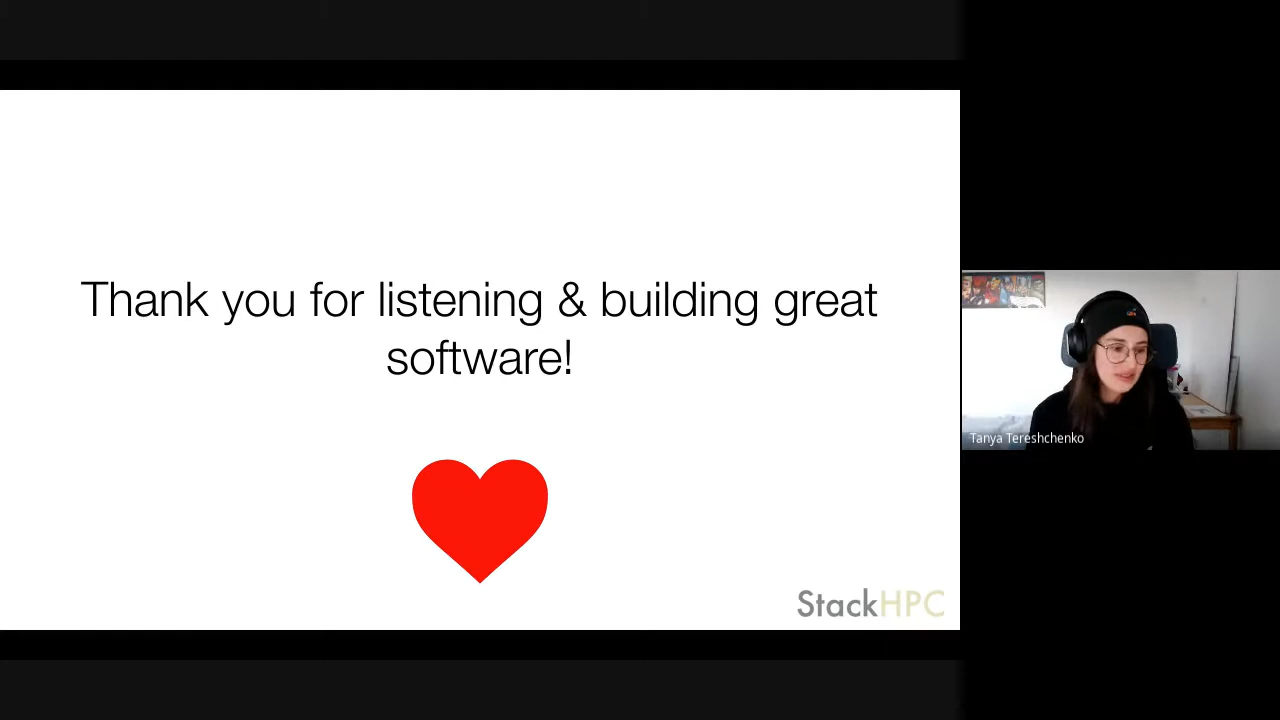 Thank you for listening & building great
software!
StackHPC
Tanya Tereshchenko